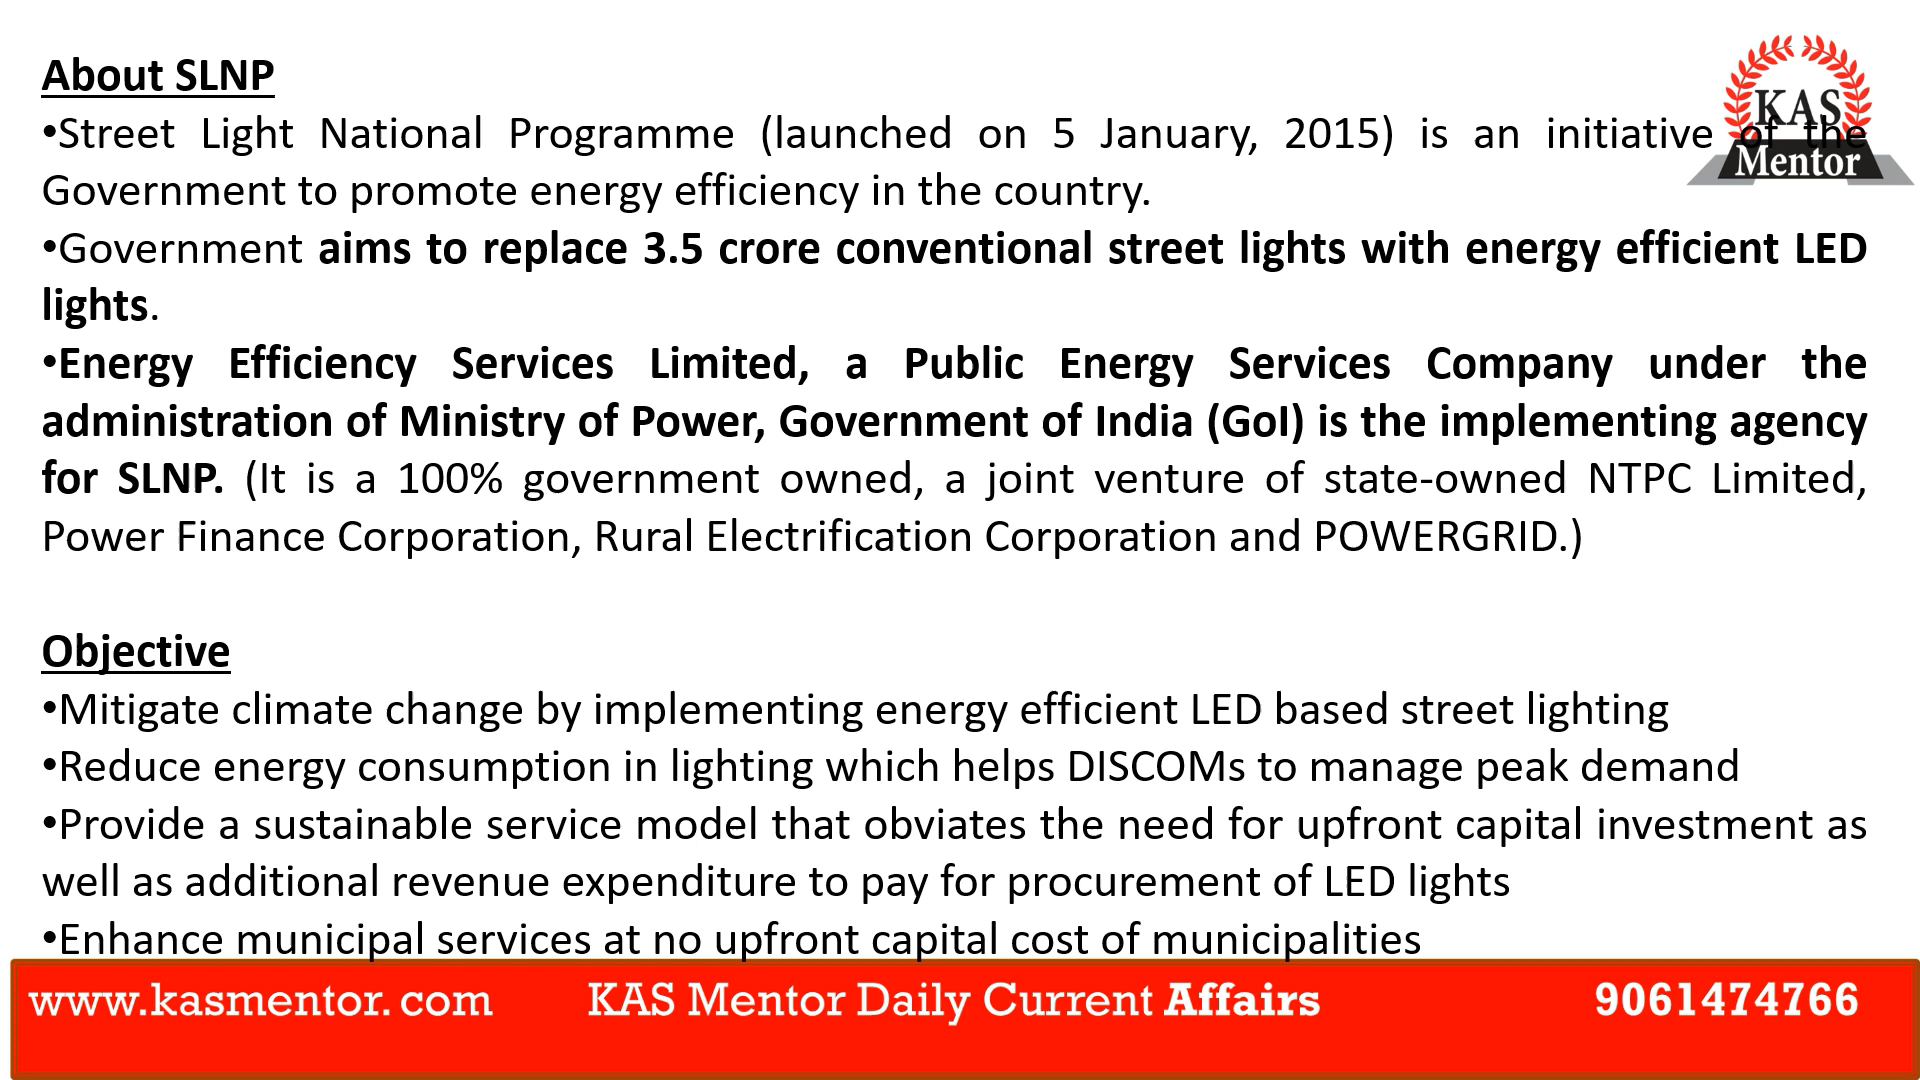 About SLNP
•Street Light National Programme (launched on 5 January, 2015) is an initiative of the
KAS
Mentor
Government to promote energy efficiency in the country.
•Government aims to replace 3.5 crore conventional street lights with energy efficient LED
lights.
•Energy Efficiency Services Limited, a Public Energy Services Company under the
administration of Ministry of Power, Government of India (GoI) is the implementing agency
for SLNP. (It is a 100% government owned, a joint venture of state-owned NTPC Limited,
Power Finance Corporation, Rural Electrification Corporation and POWERGRID.)
Objective
•Mitigate climate change by implementing energy efficient LED based street lighting
•Reduce energy consumption in lighting which helps DISCOMs to manage peak demand
•Provide a sustainable service model that obviates the need for upfront capital investment as
well as additional revenue expenditure to pay for procurement of LED lights
•Enhance municipal services at no upfront capital cost of municipalities
www.kasmentor.com KAS Mentor Daily Current Affairs 9061474766